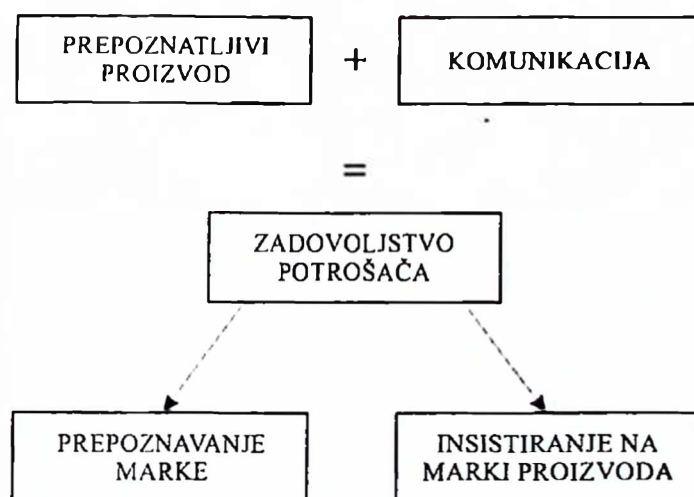 PREPOZNATLJIVI
PROIZVOD
+
KOMUNIKACIJA
=
ZADOVOLJSTVO
POTROŠAČA
PREPOZNAVANJE
MARKE
INSISTIRANJE NA
MARKI PROIZVODA